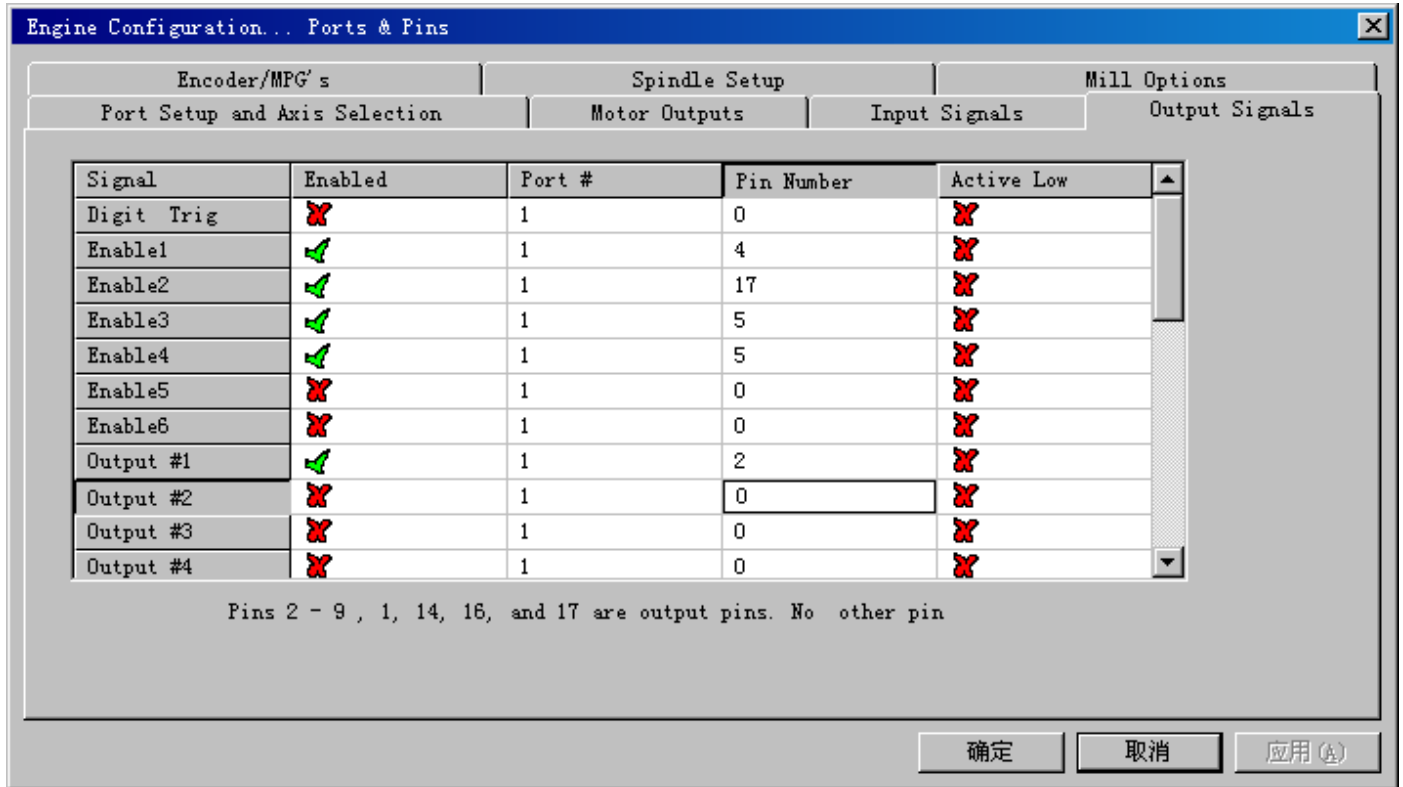 Engine Configuration... Ports & Pins
Encoder/MPG's Spindle Setup Mill Options
Port Setup and Axis Selection Motor Outputs Input Signals Output Signals
Signal Enabled Port # Pin Number Active Low
Digit Trig 1 0
Enable1 1 4
Enable2 1 17
Enable3 1 5
Enable4 1 5
Enable5 1 0
Enable6 1 0
Output #1 1 2
Output #2 1 0
Output #3 1 0
Output #4 1 0
Pins 2 - 9 , 1, 14, 16, and 17 are output pins. No other pin
确定 取消 应用(A)